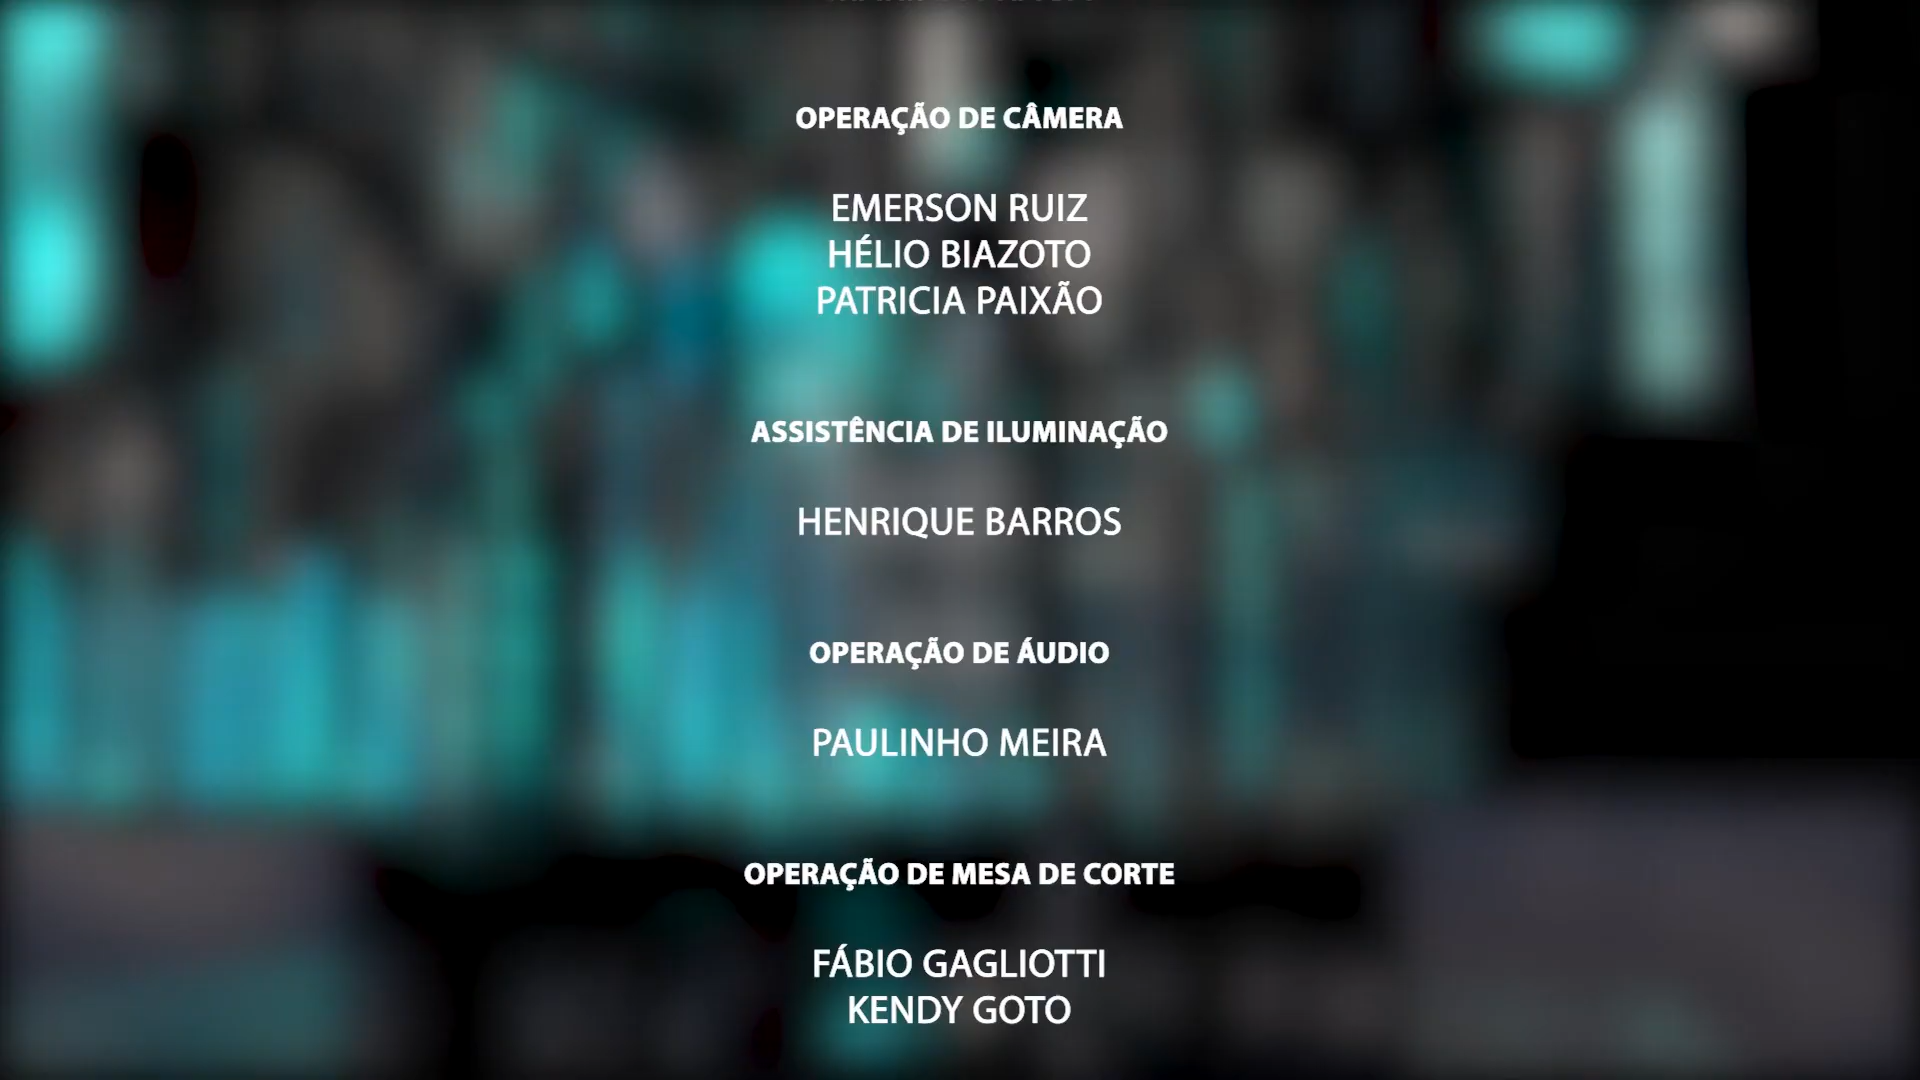 OPERAÇÃO DE CÂMERA
EMERSON RUIZ
HÉLIO BIAZOTO
PATRICIA PAIXÃO
ASSISTÊNCIA DE ILUMINAÇÃO
HENRIQUE BARROS
OPERAÇÃO DE ÁUDIO
PAULINHO MEIRA
OPERAÇÃO DE MESA DE CORTE
FÁBIO GAGLIOTTI
KENDY GOTO